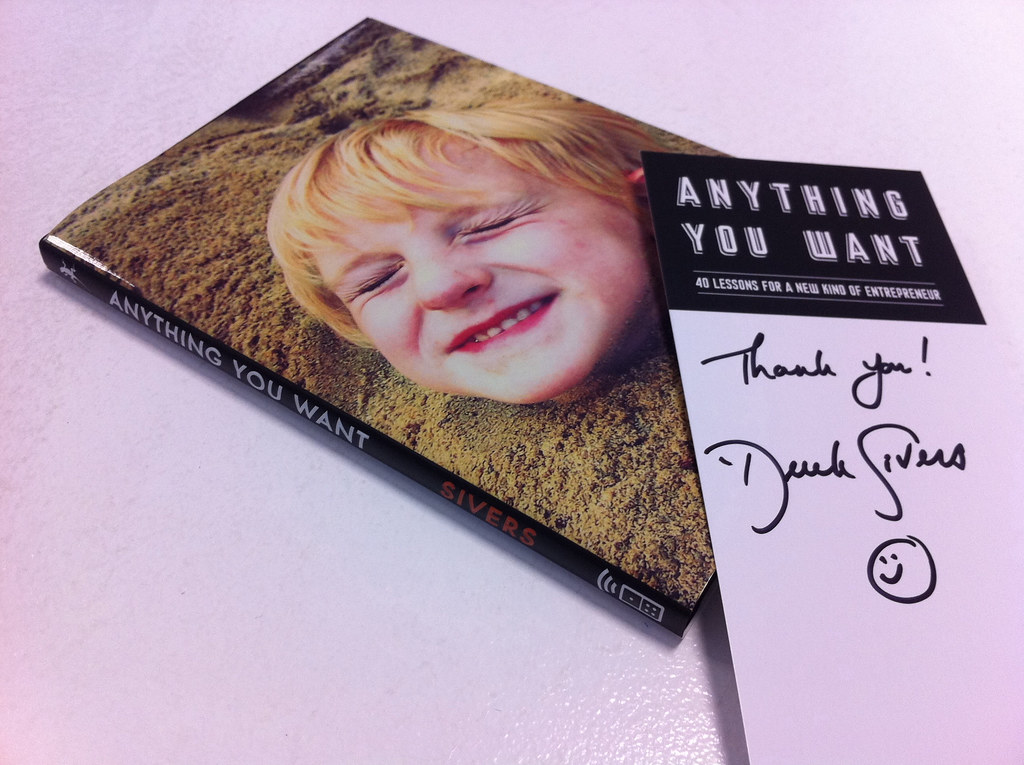 ANYTHING YOU WANT
SIVERS
ANYTHING
YOU WANT
40 LESSONS FOR A NEW KIND OF ENTREPRENEUR
Thank you!
Derek Sivers